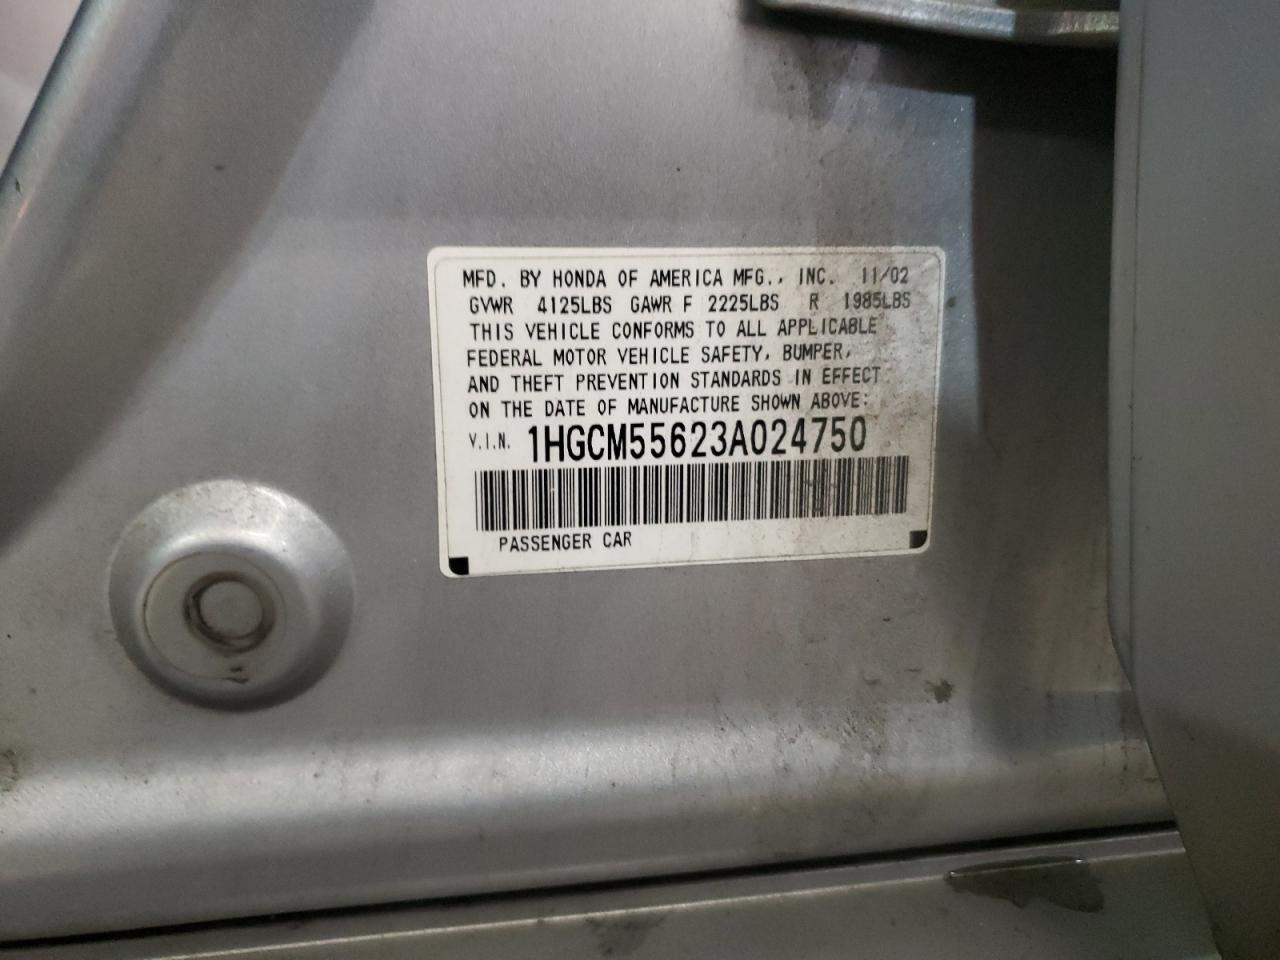 MFD. BY HONDA OF AMERICA MFG., INC. 11/02
GVWR 4125LBS GAWR F 2225LBS R 1985LBS
THIS VEHICLE CONFORMS TO ALL APPLICABLE
FEDERAL MOTOR VEHICLE SAFETY, BUMPER,
AND THEFT PREVENTION STANDARDS IN EFFECT
ON THE DATE OF MANUFACTURE SHOWN ABOVE:
V.I.N. 1HGCM55623A024750
PASSENGER CAR